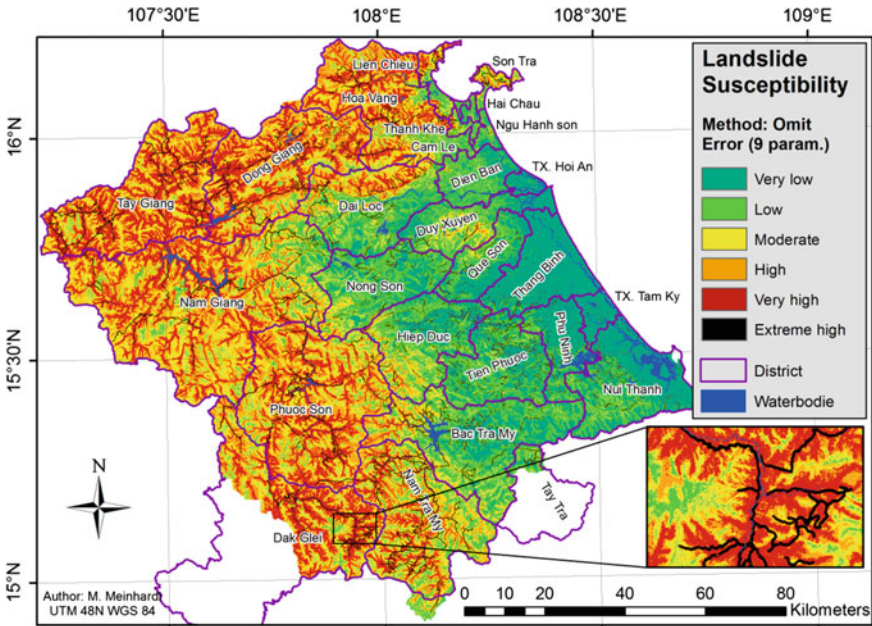 107°30'E 108°E 108°30'E 109°E
16°N
15°30'N
15°N
Lien Chieu
Son Tra
Hoa Vang
Hai Chau
Ngu Hanh son
Thanh Khe
Cam Le
Dong Giang
Dien Ban
TX. Hoi An
Tay Giang
Dai Loc
Duy Xuyen
Que Son
Thang Binh
Nam Giang
Nong Son
TX. Tam Ky
Hiep Duc
Phu Ninh
Tien Phuoc
Nui Thanh
Phuoc Son
Bac Tra My
Nam Tra My
Tay Tra
Dak Glei
N
Landslide
Susceptibility
Method: Omit
Error (9 param.)
Very low
Low
Moderate
High
Very high
Extreme high
District
Waterbodie
Author: M. Meinhardt
UTM 48N WGS 84
0 10 20 40 60 80
Kilometers